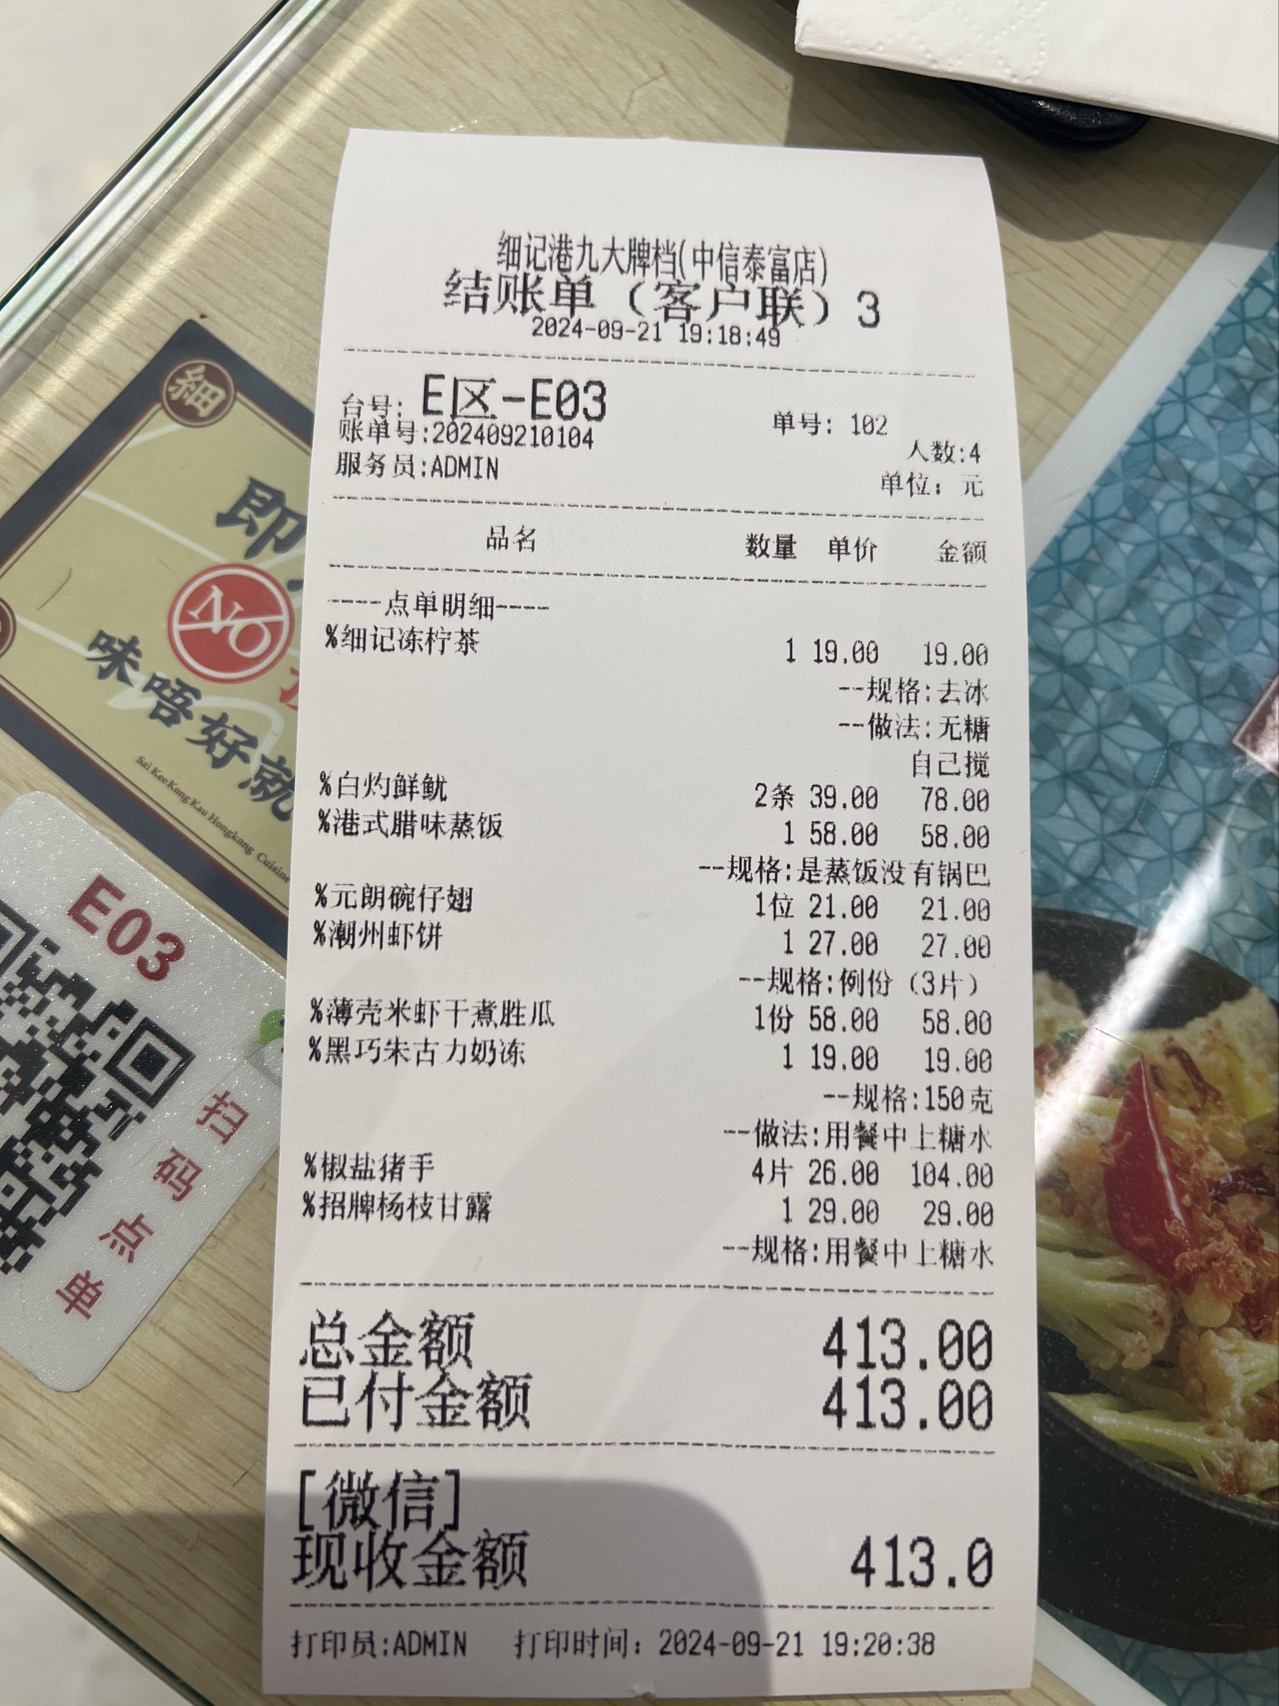 细记港九大牌档(中信泰富店)
结账单（客户联）3
2024-09-21 19:18:49
台号: E区-E03 单号: 102
账单号:202409210104 人数:4
服务员:ADMIN 单位: 元
品名 数量 单价 金额
----点单明细----
%细记冻柠茶 1 19.00 19.00
--规格:去冰
--做法:无糖
自己搅
%白灼鲜鱿 2条 39.00 78.00
%港式腊味蒸饭 1 58.00 58.00
--规格:是蒸饭没有锅巴
%元朗碗仔翅 1位 21.00 21.00
%潮州虾饼 1 27.00 27.00
--规格:例份（3片）
%薄壳米虾干煮胜瓜 1份 58.00 58.00
%黑巧朱古力奶冻 1 19.00 19.00
--规格:150克
--做法:用餐中上糖水
%椒盐猪手 4片 26.00 104.00
%招牌杨枝甘露 1 29.00 29.00
--规格:用餐中上糖水
总金额 413.00
已付金额 413.00
[微信]
现收金额 413.0
打印员:ADMIN 打印时间: 2024-09-21 19:20:38
細
即
NO
味唔好就
Sai Kee Kong Kau Hongkong Cuisine
E03
扫码点单